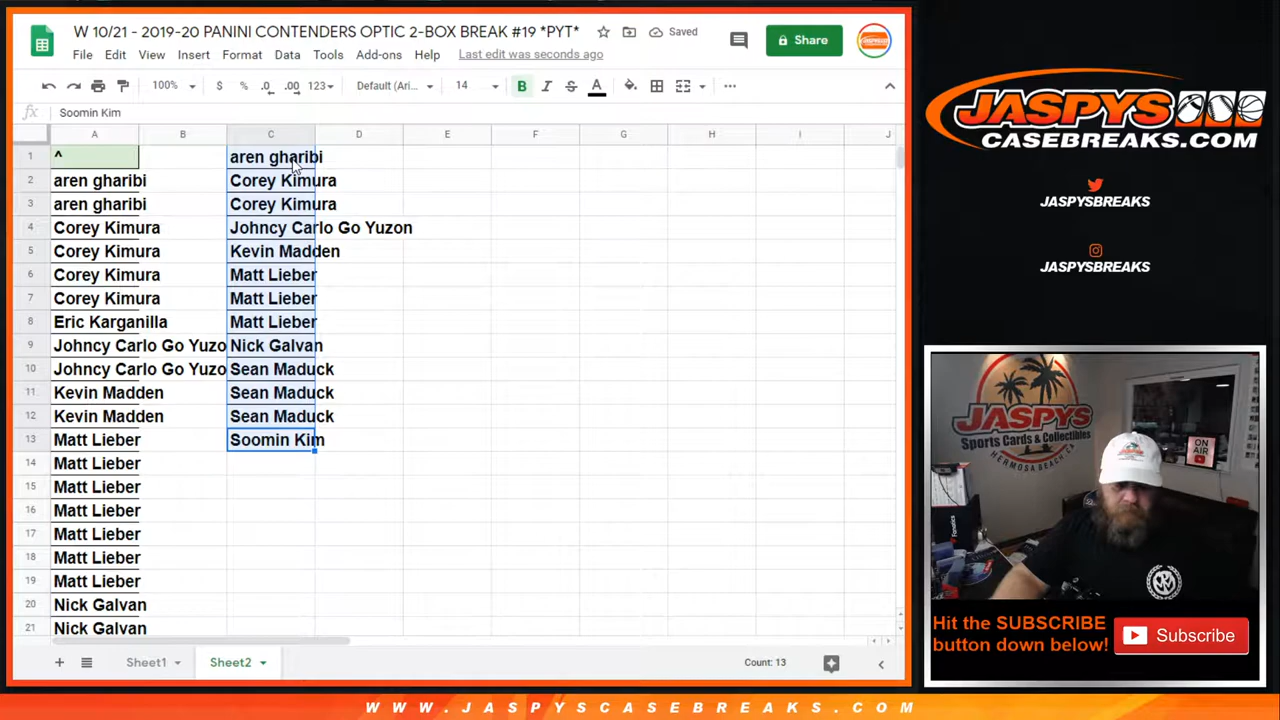 W 10/21 - 2019-20 PANINI CONTENDERS OPTIC 2-BOX BREAK #19 *PYT*
Saved
Share
File Edit View Insert Format Data Tools Add-ons Help Last edit was seconds ago
100% $ % .0 .00 123 Default (Ari... 14 B I S A
fx Soomin Kim
A B C D E F G H I J
1 ^ aren gharibi
2 aren gharibi Corey Kimura
3 aren gharibi Corey Kimura
4 Corey Kimura Johncy Carlo Go Yuzon
5 Corey Kimura Kevin Madden
6 Corey Kimura Matt Lieber
7 Corey Kimura Matt Lieber
8 Eric Karganilla Matt Lieber
9 Johncy Carlo Go Yuzo Nick Galvan
10 Johncy Carlo Go Yuzo Sean Maduck
11 Kevin Madden Sean Maduck
12 Kevin Madden Sean Maduck
13 Matt Lieber Soomin Kim
14 Matt Lieber
15 Matt Lieber
16 Matt Lieber
17 Matt Lieber
18 Matt Lieber
19 Matt Lieber
20 Nick Galvan
21 Nick Galvan
Sheet1 Sheet2 Count: 13
JASPYS
CASEBREAKS.COM
JASPYSBREAKS
JASPYSBREAKS
JASPYS
Sports Cards & Collectibles
HERMOSA BEACH CA
ON AIR
Fanatics
Hit the SUBSCRIBE
button down below!
Subscribe
WWW.JASPYSCASEBREAKS.COM